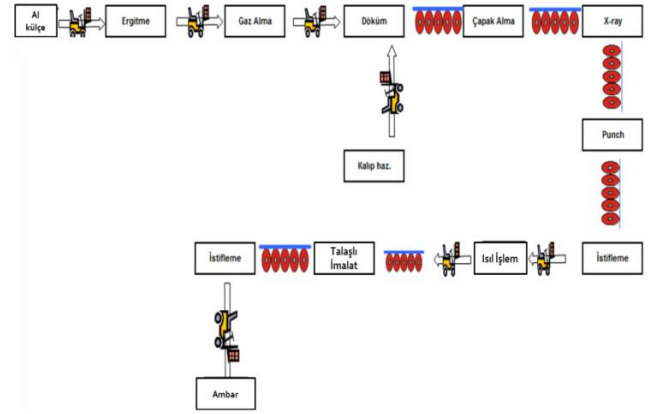 Al
külçe
Ergitme
Gaz Alma
Döküm
Çapak Alma
X-ray
Kalıp haz.
Punch
İstifleme
Talaşlı
İmalat
Isıl İşlem
İstifleme
Ambar